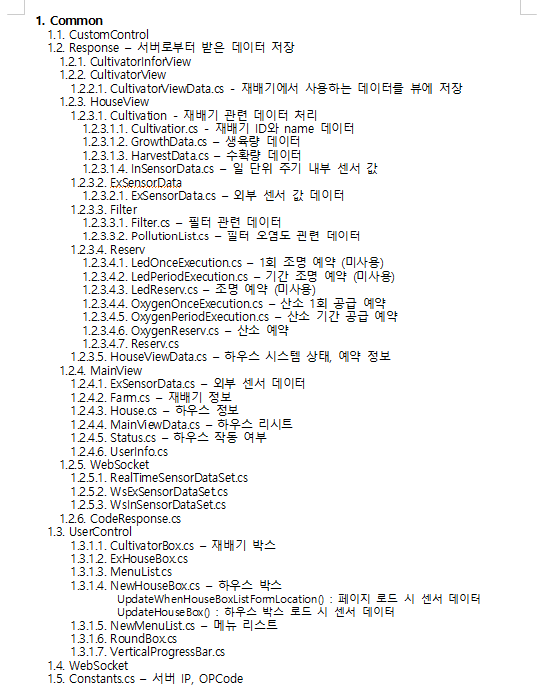 1. Common
1.1. CustomControl
1.2. Response – 서버로부터 받은 데이터 저장
1.2.1. CultivatorInforView
1.2.2. CultivatorView
1.2.2.1. CultivatorViewData.cs - 재배기에서 사용하는 데이터를 뷰에 저장
1.2.3. HouseView
1.2.3.1. Cultivation - 재배기 관련 데이터 처리
1.2.3.1.1. Cultivatior.cs - 재배기 ID와 name 데이터
1.2.3.1.2. GrowthData.cs – 생육량 데이터
1.2.3.1.3. HarvestData.cs – 수확량 데이터
1.2.3.1.4. InSensorData.cs – 일 단위 주기 내부 센서 값
1.2.3.2. ExSensorData
1.2.3.2.1. ExSensorData.cs – 외부 센서 값 데이터
1.2.3.3. Filter
1.2.3.3.1. Filter.cs – 필터 관련 데이터
1.2.3.3.2. PollutionList.cs – 필터 오염도 관련 데이터
1.2.3.4. Reserv
1.2.3.4.1. LedOnceExecution.cs – 1회 조명 예약 (미사용)
1.2.3.4.2. LedPeriodExecution.cs – 기간 조명 예약 (미사용)
1.2.3.4.3. LedReserv.cs – 조명 예약 (미사용)
1.2.3.4.4. OxygenOnceExecution.cs – 산소 1회 공급 예약
1.2.3.4.5. OxygenPeriodExecution.cs – 산소 기간 공급 예약
1.2.3.4.6. OxygenReserv.cs – 산소 예약
1.2.3.4.7. Reserv.cs
1.2.3.5. HouseViewData.cs – 하우스 시스템 상태, 예약 정보
1.2.4. MainView
1.2.4.1. ExSensorData.cs – 외부 센서 데이터
1.2.4.2. Farm.cs – 재배기 정보
1.2.4.3. House.cs – 하우스 정보
1.2.4.4. MainViewData.cs – 하우스 리시트
1.2.4.5. Status.cs – 하우스 작동 여부
1.2.4.6. UserInfo.cs
1.2.5. WebSocket
1.2.5.1. RealTimeSensorDataSet.cs
1.2.5.2. WsExSensorDataSet.cs
1.2.5.3. WsInSensorDataSet.cs
1.2.6. CodeResponse.cs
1.3. UserControl
1.3.1.1. CultivatorBox.cs – 재배기 박스
1.3.1.2. ExHouseBox.cs
1.3.1.3. MenuList.cs
1.3.1.4. NewHouseBox.cs – 하우스 박스
UpdateWhenHouseBoxListFormLocation() : 페이지 로드 시 센서 데이터
UpdateHouseBox() : 하우스 박스 로드 시 센서 데이터
1.3.1.5. NewMenuList.cs – 메뉴 리스트
1.3.1.6. RoundBox.cs
1.3.1.7. VerticalProgressBar.cs
1.4. WebSocket
1.5. Constants.cs – 서버 IP, OPCode